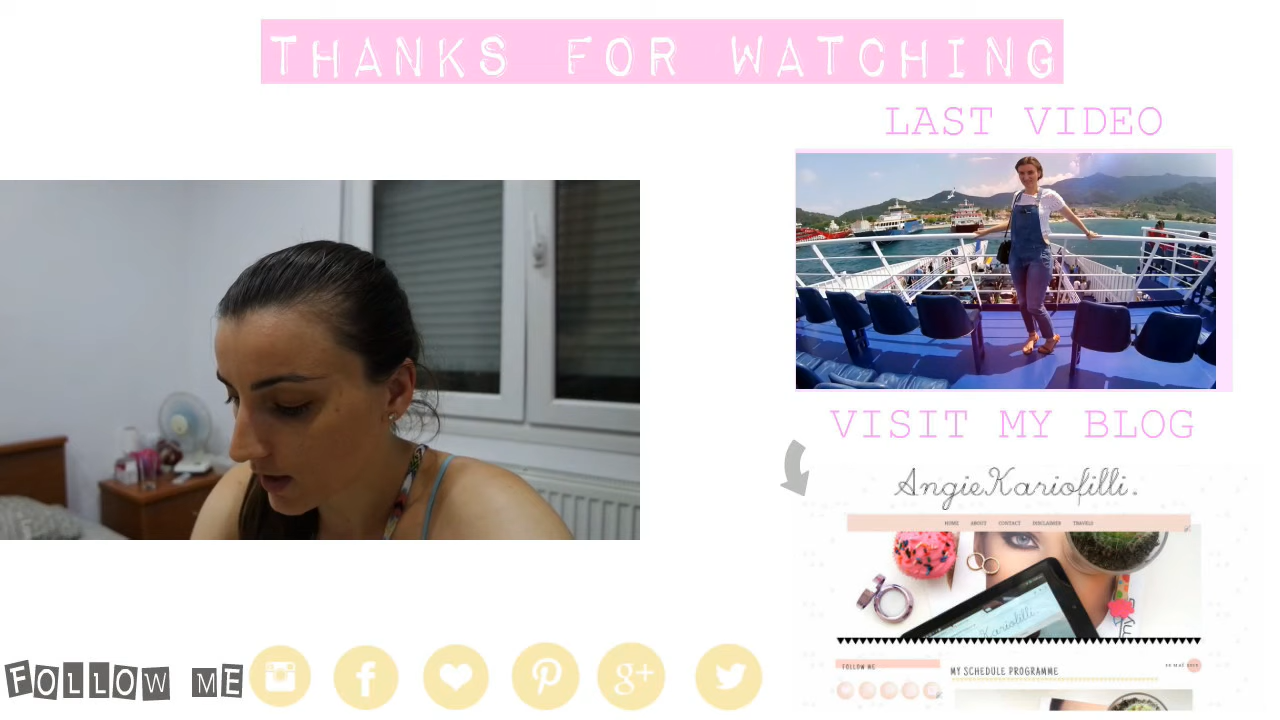 THANKS FOR WATCHING
LAST VIDEO
VISIT MY BLOG
AngieKariofilli.
HOME ABOUT CONTACT DISCLAIMER TRAVELS
Kariofilli.
FOLLOW ME
MY SCHEDULE PROGRAMME
FOLLOW ME
g+